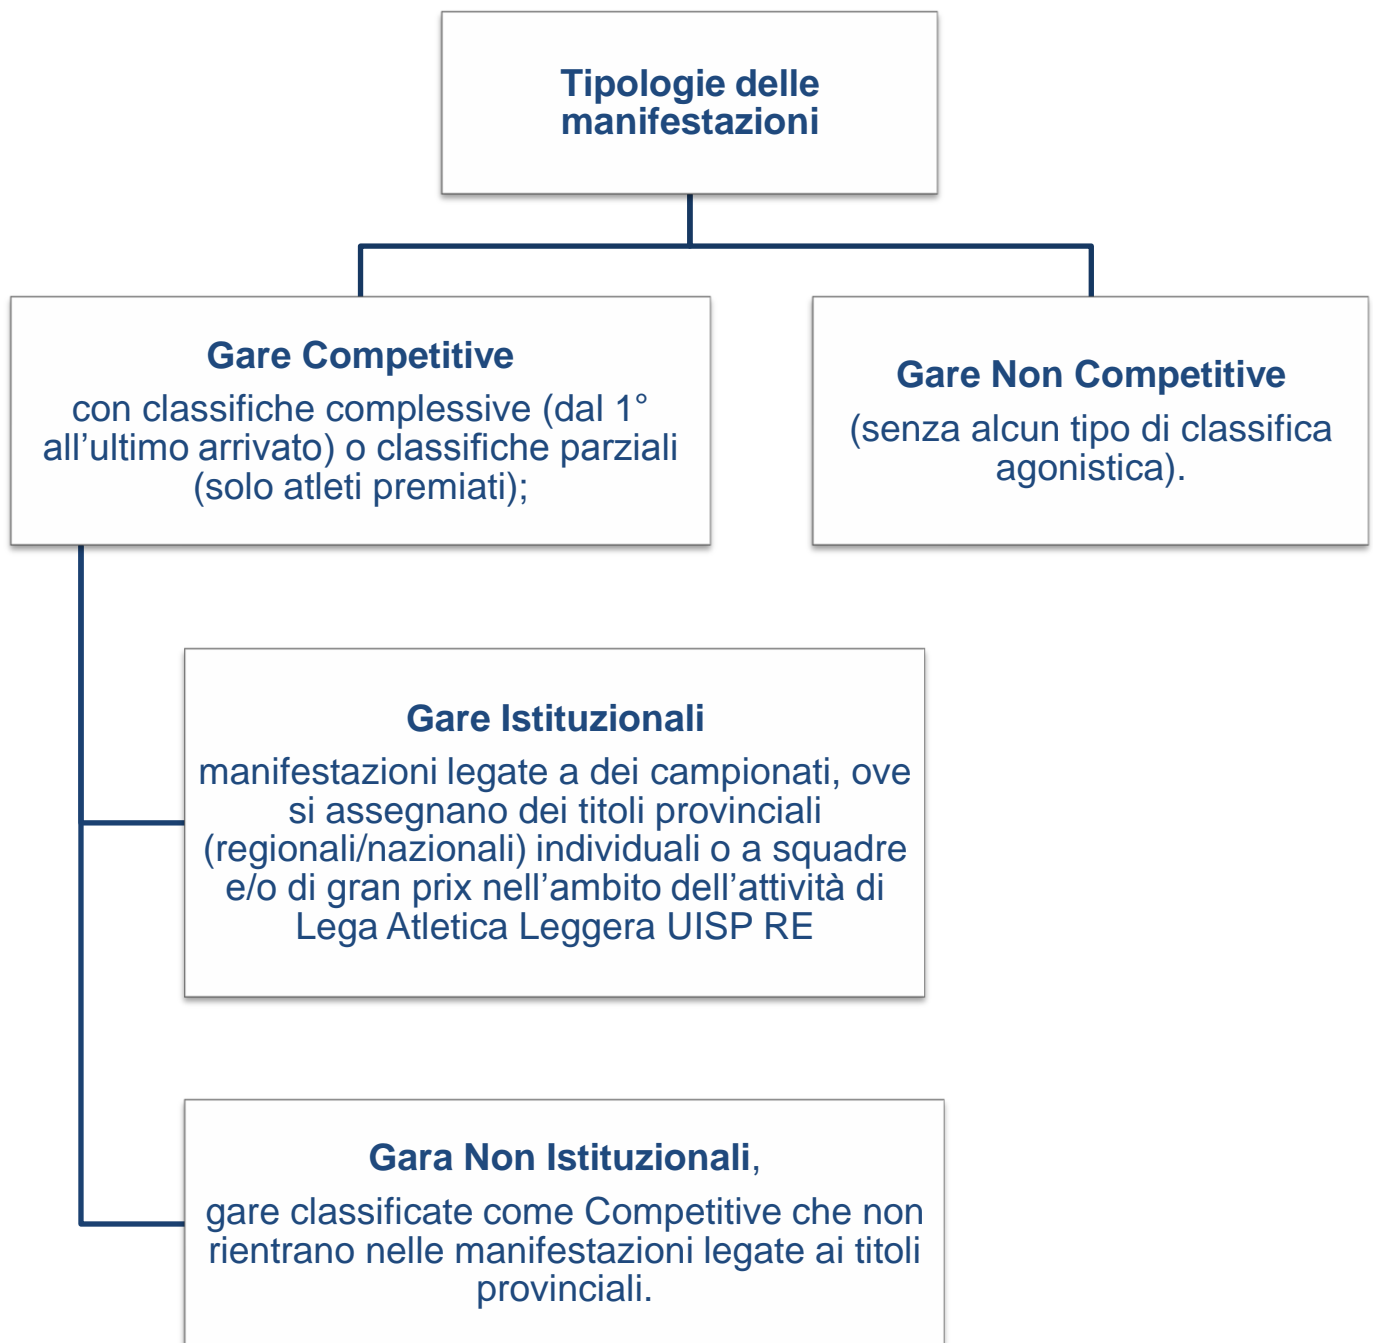 Tipologie delle
manifestazioni
Gare Competitive
con classifiche complessive (dal 1°
all’ultimo arrivato) o classifiche parziali
(solo atleti premiati);
Gare Non Competitive
(senza alcun tipo di classifica
agonistica).
Gare Istituzionali
manifestazioni legate a dei campionati, ove
si assegnano dei titoli provinciali
(regionali/nazionali) individuali o a squadre
e/o di gran prix nell’ambito dell’attività di
Lega Atletica Leggera UISP RE
Gara Non Istituzionali,
gare classificate come Competitive che non
rientrano nelle manifestazioni legate ai titoli
provinciali.